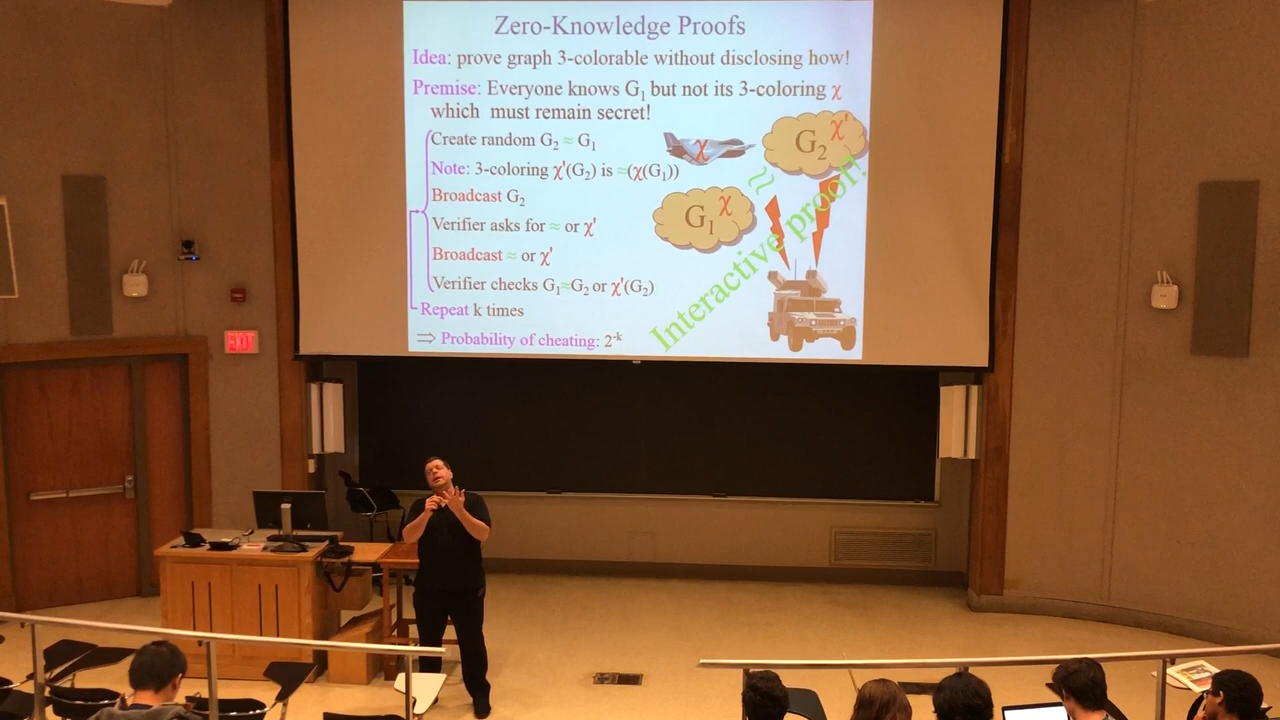 Zero-Knowledge Proofs
Idea: prove graph 3-colorable without disclosing how!
Premise: Everyone knows G₁ but not its 3-coloring χ
which must remain secret!
Create random G₂ ≈ G₁
Note: 3-coloring χ'(G₂) is ≈(χ(G₁))
Broadcast G₂
Verifier asks for ≈ or χ'
Broadcast ≈ or χ'
Verifier checks G₁≈G₂ or χ'(G₂)
Repeat k times
⇒ Probability of cheating: 2⁻ᵏ
χ
G₂ χ'
≈
G₁ χ
Interactive proof!
EXIT